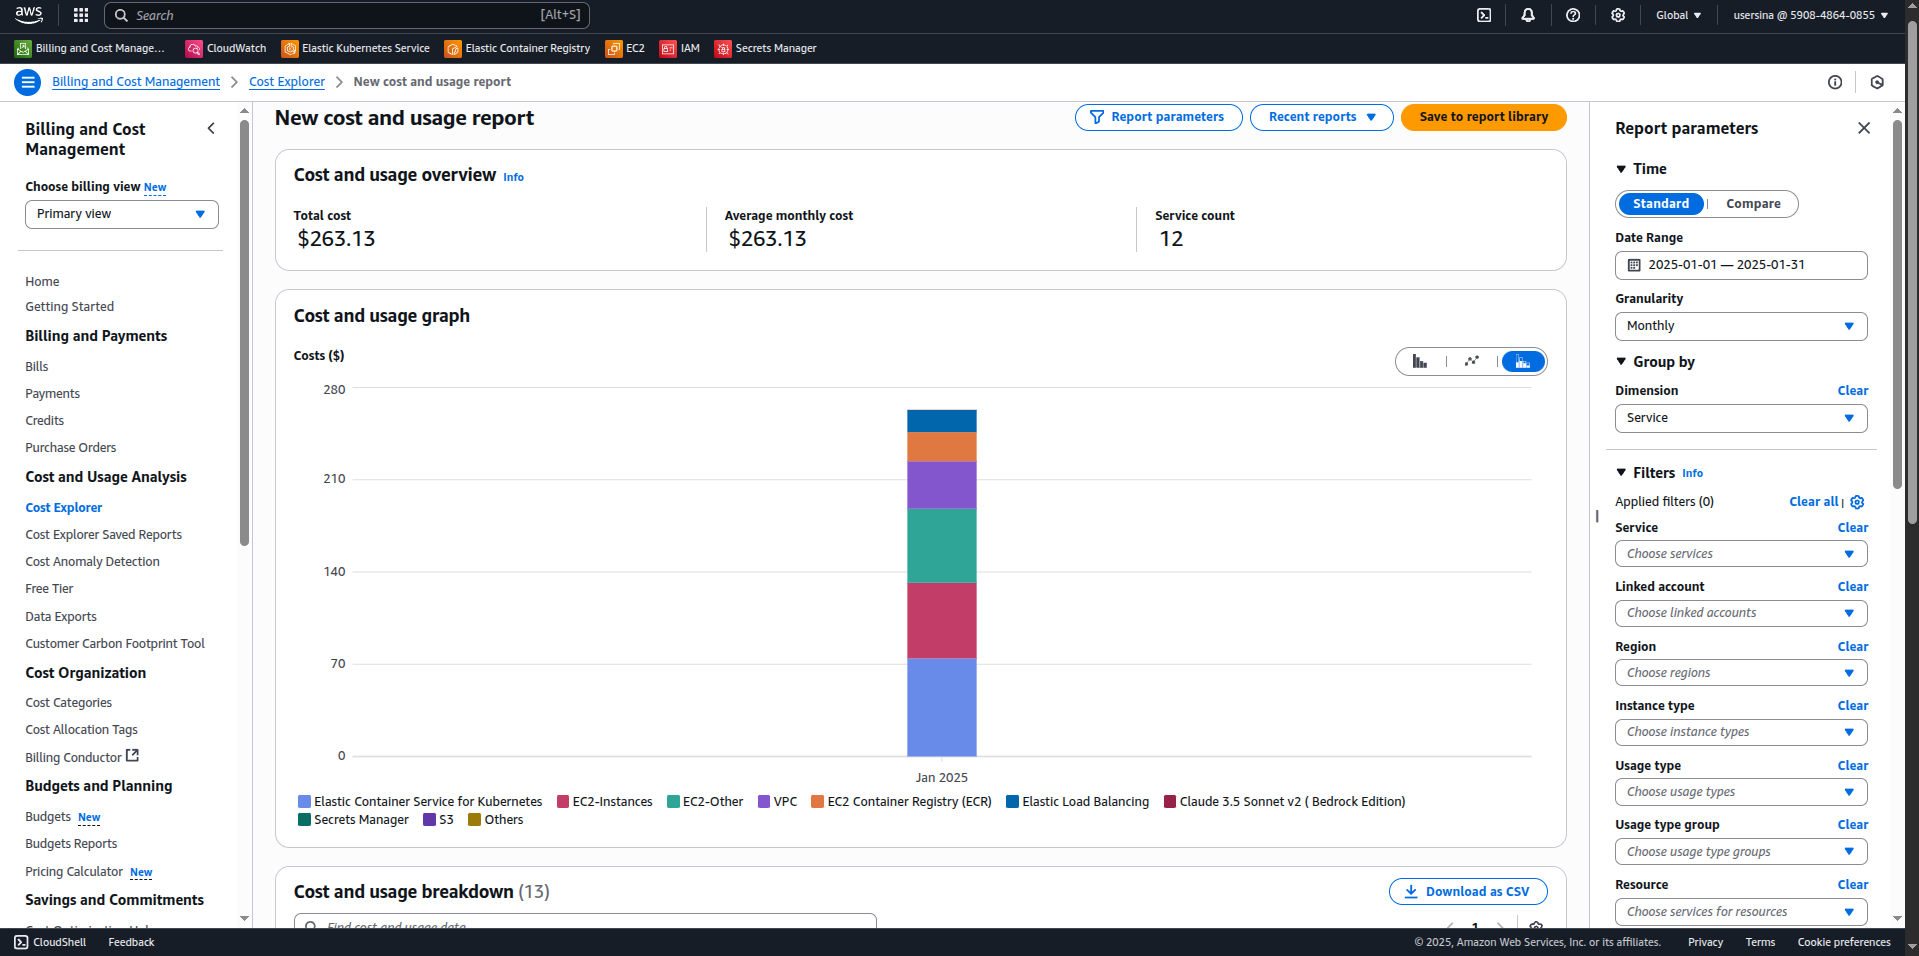 aws
Search [Alt+S]
Global
usersina @ 5908-4864-0855
Billing and Cost Manage...
CloudWatch
Elastic Kubernetes Service
Elastic Container Registry
EC2
IAM
Secrets Manager
Billing and Cost Management
Cost Explorer
New cost and usage report
Billing and Cost
Management
Choose billing view New
Primary view
Home
Getting Started
Billing and Payments
Bills
Payments
Credits
Purchase Orders
Cost and Usage Analysis
Cost Explorer
Cost Explorer Saved Reports
Cost Anomaly Detection
Free Tier
Data Exports
Customer Carbon Footprint Tool
Cost Organization
Cost Categories
Cost Allocation Tags
Billing Conductor
Budgets and Planning
Budgets New
Budgets Reports
Pricing Calculator New
Savings and Commitments
New cost and usage report
Report parameters
Recent reports
Save to report library
Cost and usage overview Info
Total cost
$263.13
Average monthly cost
$263.13
Service count
12
Cost and usage graph
Costs ($)
280
210
140
70
0
Jan 2025
Elastic Container Service for Kubernetes EC2-Instances EC2-Other VPC EC2 Container Registry (ECR) Elastic Load Balancing Claude 3.5 Sonnet v2 ( Bedrock Edition)
Secrets Manager S3 Others
Cost and usage breakdown (13)
Download as CSV
Find cost and usage data
1
Report parameters
Time
Standard Compare
Date Range
2025-01-01 — 2025-01-31
Granularity
Monthly
Group by
Dimension Clear
Service
Filters Info
Applied filters (0) Clear all
Service Clear
Choose services
Linked account Clear
Choose linked accounts
Region Clear
Choose regions
Instance type Clear
Choose instance types
Usage type Clear
Choose usage types
Usage type group Clear
Choose usage type groups
Resource Clear
Choose services for resources
CloudShell Feedback
© 2025, Amazon Web Services, Inc. or its affiliates. Privacy Terms Cookie preferences